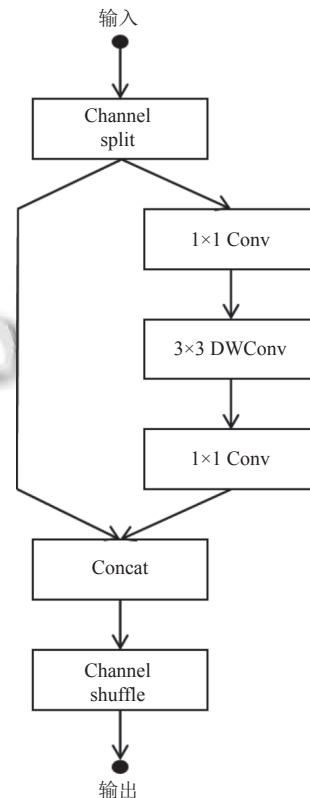 输入
Channel
split
1×1 Conv
3×3 DWConv
1×1 Conv
Concat
Channel
shuffle
输出